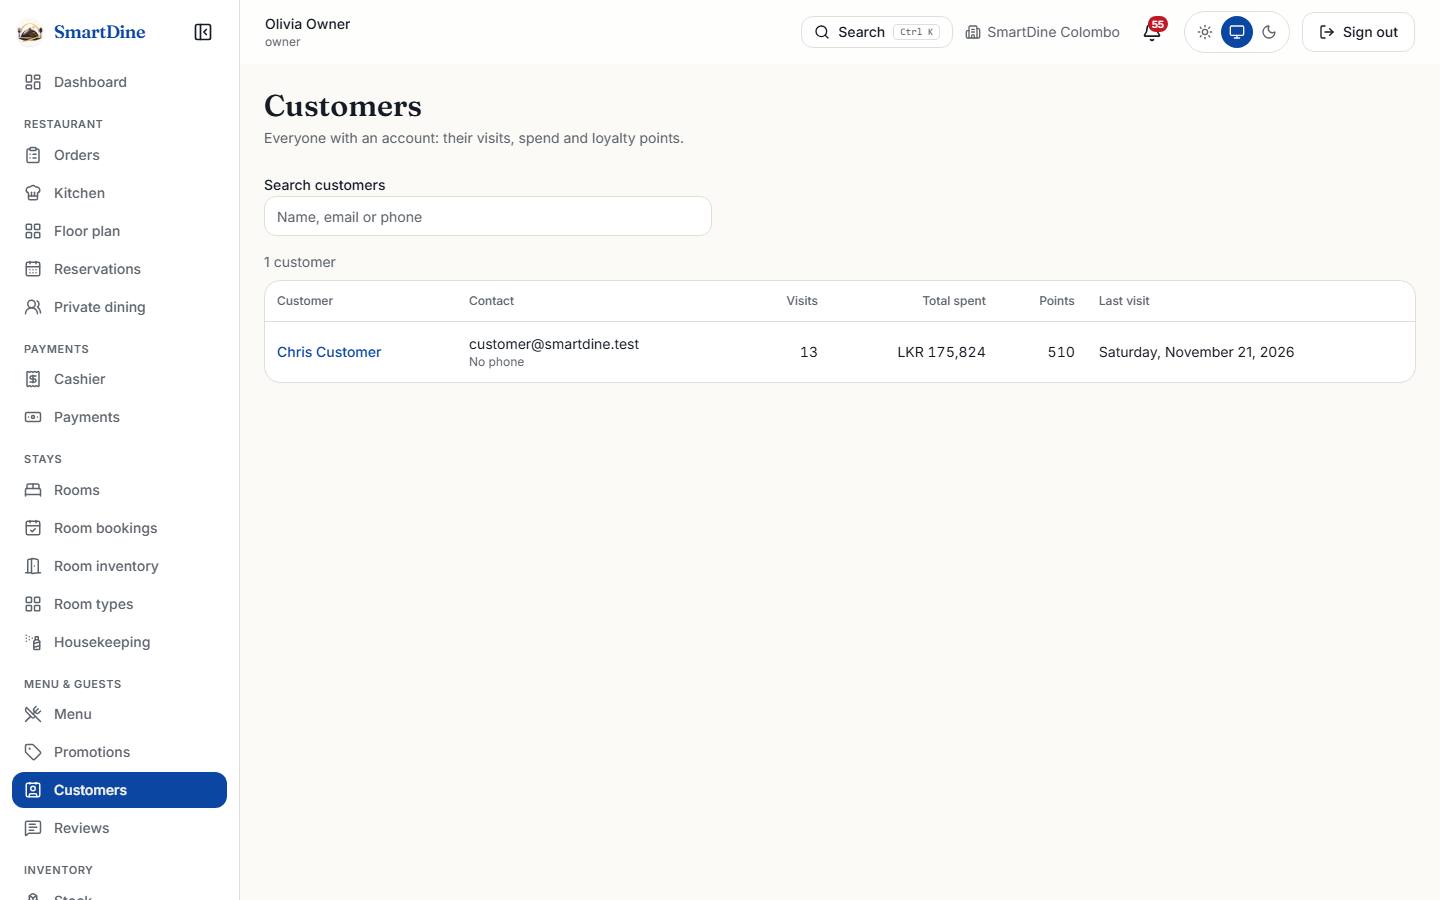 SmartDine
Dashboard
RESTAURANT
Orders
Kitchen
Floor plan
Reservations
Private dining
PAYMENTS
Cashier
Payments
STAYS
Rooms
Room bookings
Room inventory
Room types
Housekeeping
MENU & GUESTS
Menu
Promotions
Customers
Reviews
INVENTORY
Stock
Olivia Owner
owner
Search Ctrl K
SmartDine Colombo
55
Sign out
Customers
Everyone with an account: their visits, spend and loyalty points.
Search customers
Name, email or phone
1 customer
Customer Contact Visits Total spent Points Last visit
Chris Customer customer@smartdine.test 13 LKR 175,824 510 Saturday, November 21, 2026
No phone